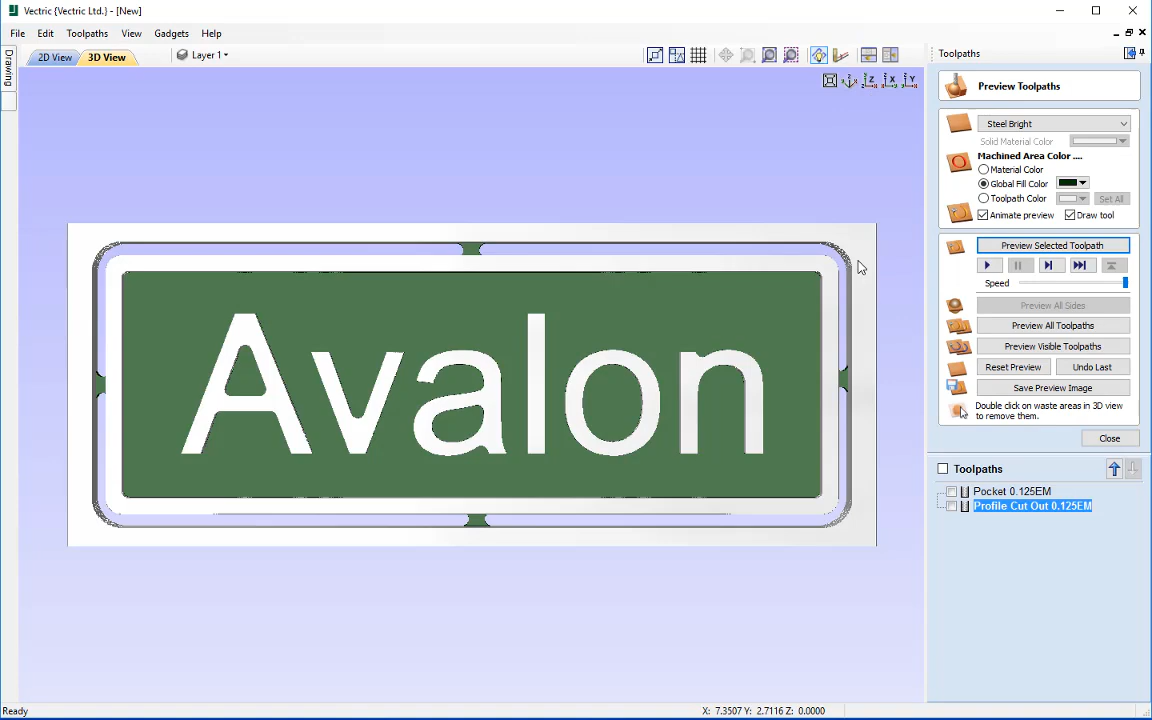 Vectric {Vectric Ltd.} - [New]
File Edit Toolpaths View Gadgets Help
Drawing
2D View 3D View Layer 1
Toolpaths
Z X Y
Preview Toolpaths
Steel Bright
Solid Material Color
Machined Area Color ....
Material Color
Global Fill Color
Toolpath Color Set All
Animate preview Draw tool
Preview Selected Toolpath
Speed
Preview All Sides
Preview All Toolpaths
Preview Visible Toolpaths
Reset Preview Undo Last
Save Preview Image
Double click on waste areas in 3D view
to remove them.
Close
Avalon
Toolpaths
Pocket 0.125EM
Profile Cut Out 0.125EM
Ready X: 7.3507 Y: 2.7116 Z: 0.0000